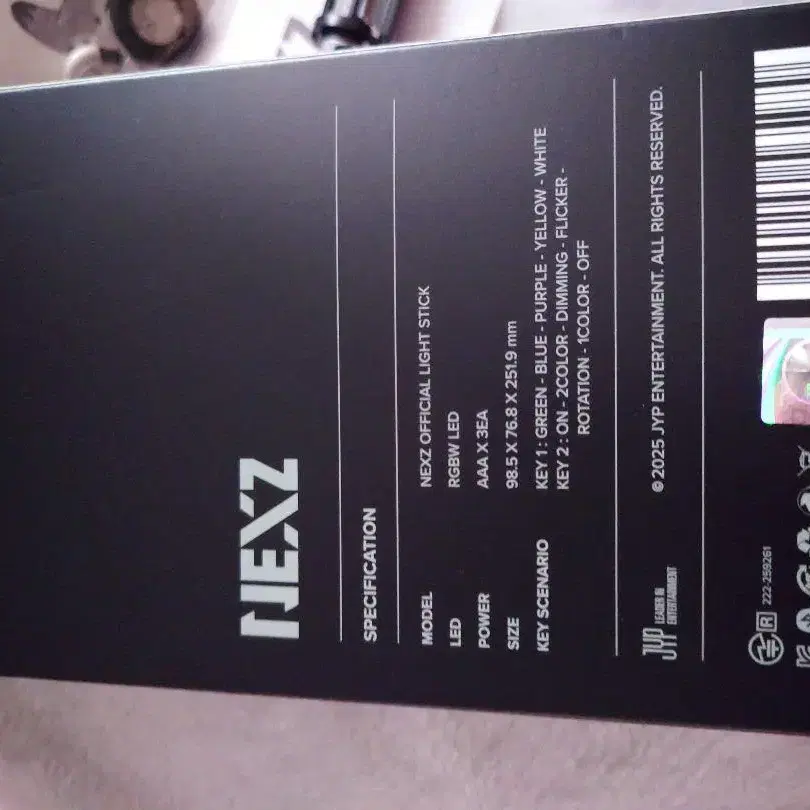 NEXZ
SPECIFICATION
MODEL NEXZ OFFICIAL LIGHT STICK
LED RGBW LED
POWER AAA X 3EA
SIZE 98.5 X 76.8 X 251.9 mm
KEY SCENARIO KEY 1 : GREEN - BLUE - PURPLE - YELLOW - WHITE
KEY 2 : ON - 2COLOR - DIMMING - FLICKER -
ROTATION - 1COLOR - OFF
JYP LEADER IN ENTERTAINMENT
© 2025 JYP ENTERTAINMENT. ALL RIGHTS RESERVED.
R 222-259261